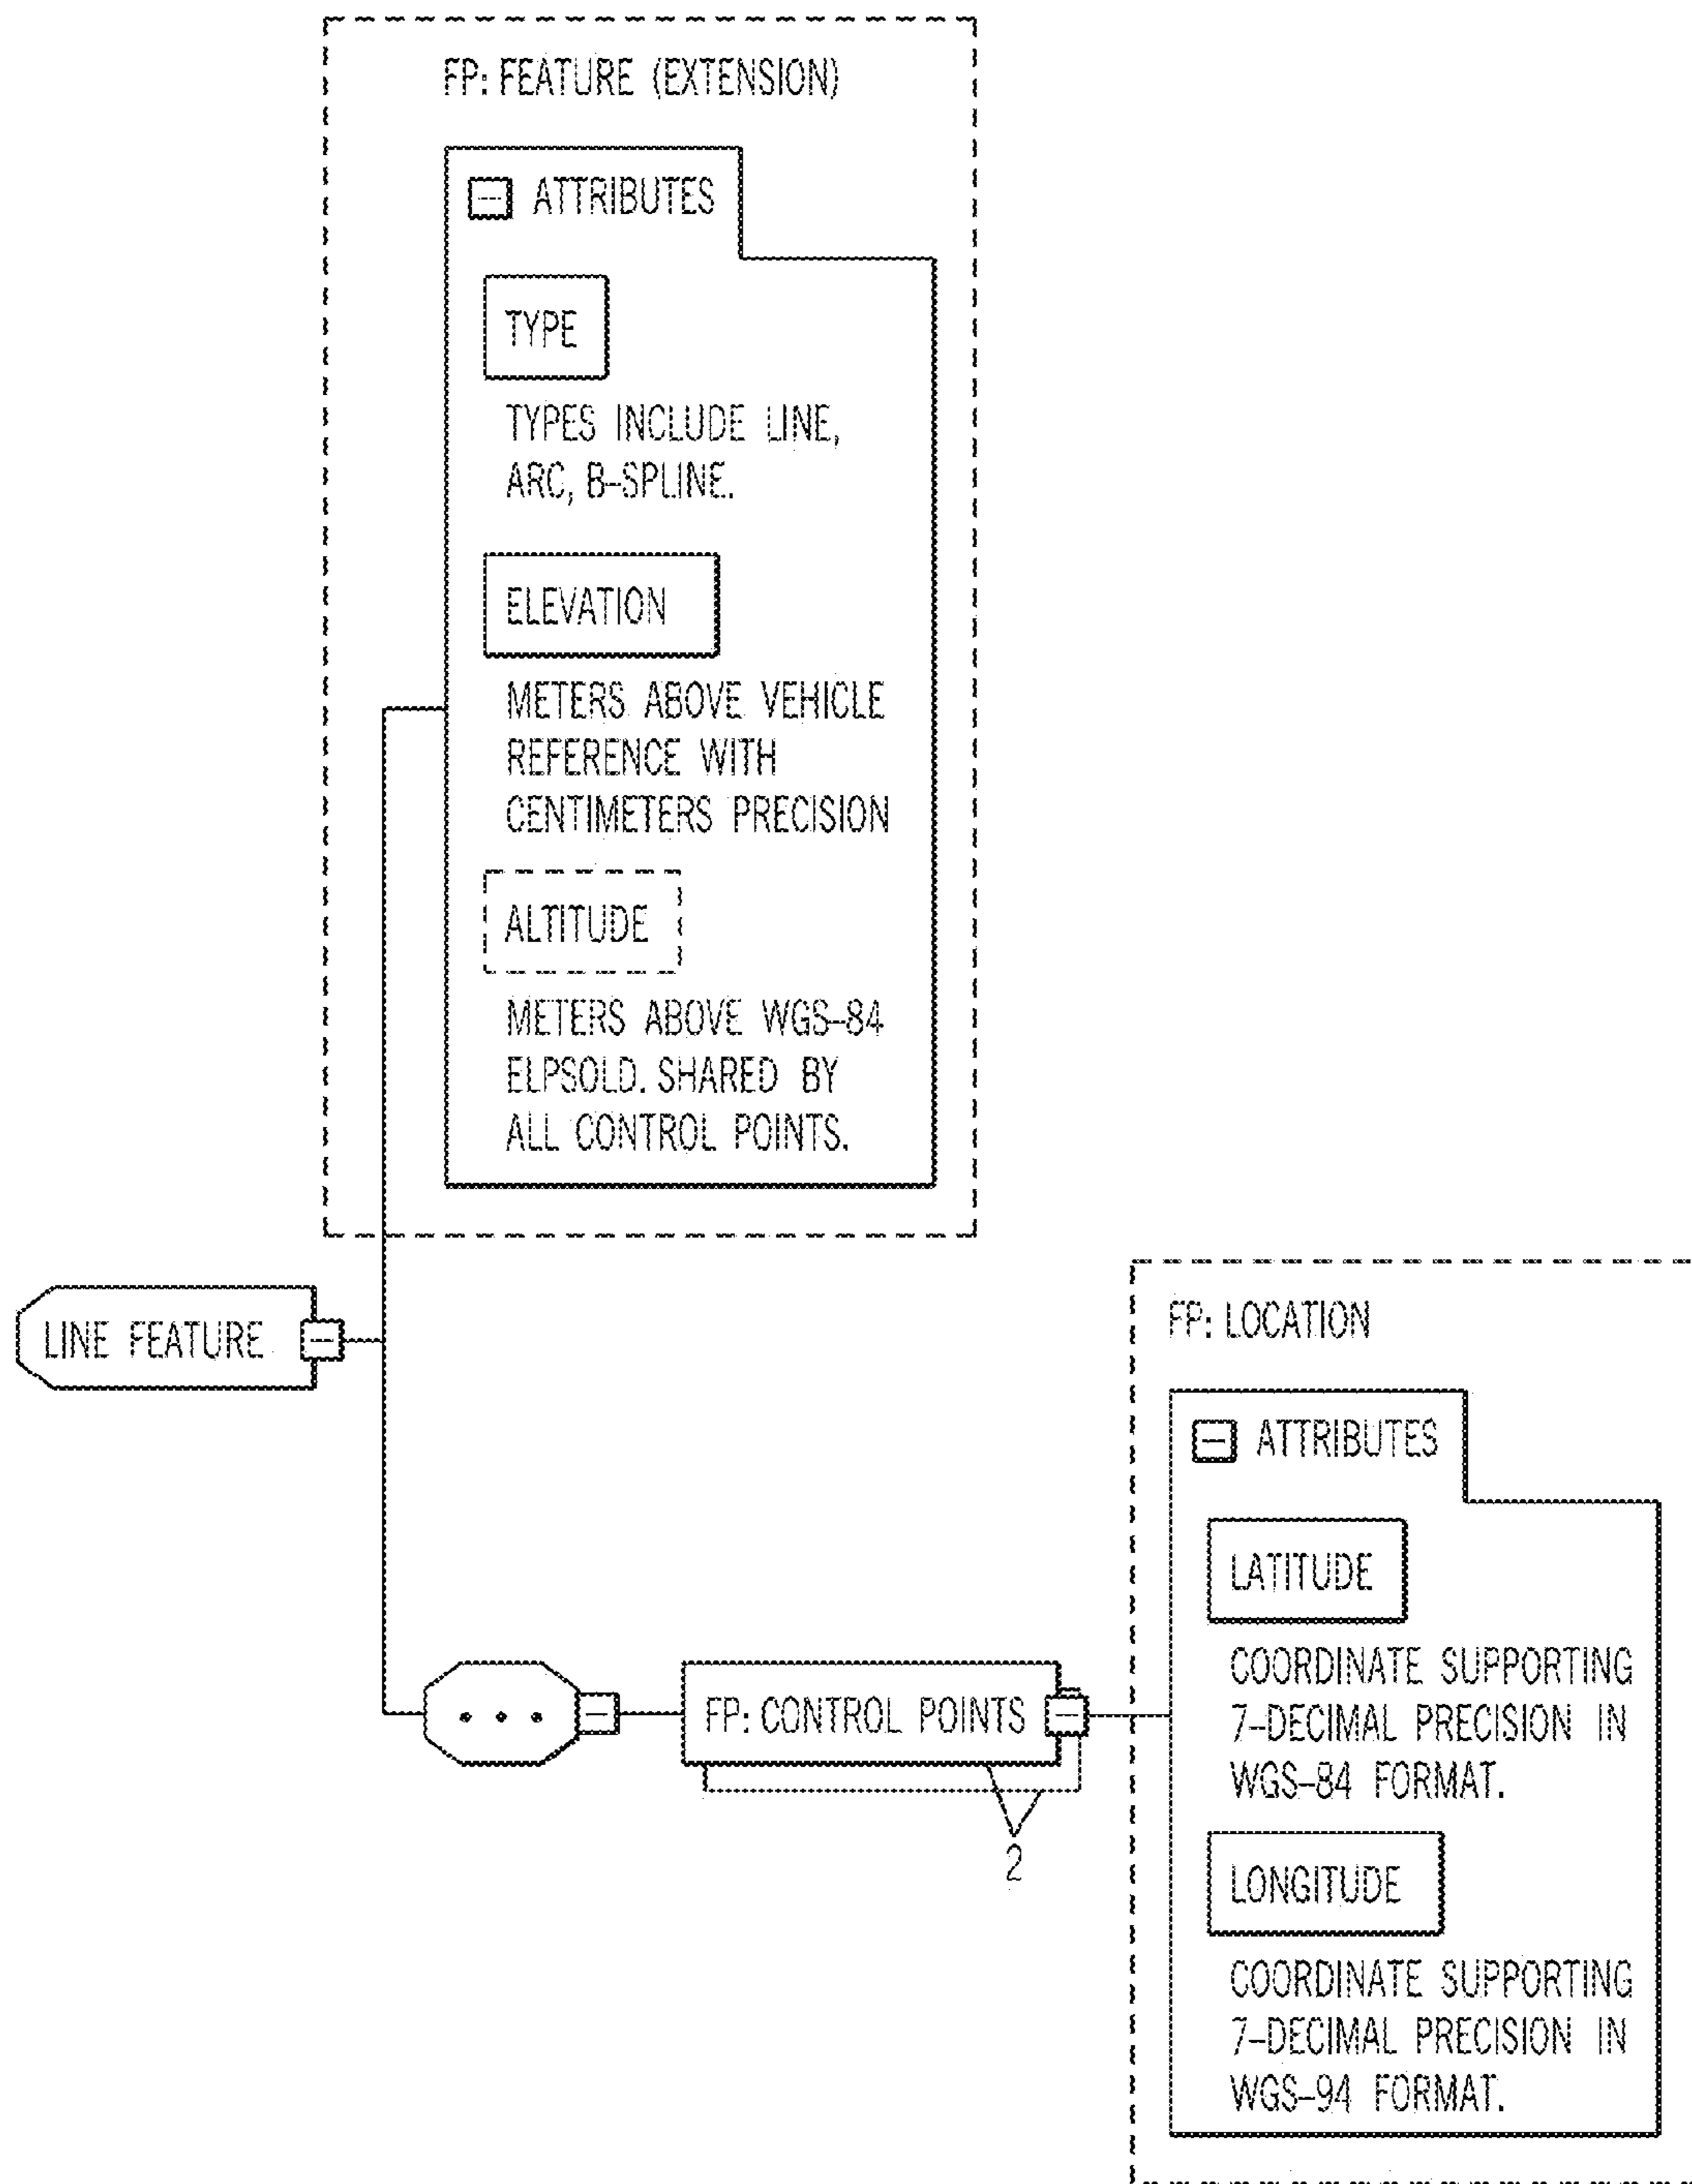 FP: FEATURE (EXTENSION)
ATTRIBUTES
TYPE
TYPES INCLUDE LINE,
ARC, B-SPLINE.
ELEVATION
METERS ABOVE VEHICLE
REFERENCE WITH
CENTIMETERS PRECISION
ALTITUDE
METERS ABOVE WGS-84
ELPSOLD. SHARED BY
ALL CONTROL POINTS.
LINE FEATURE
FP: CONTROL POINTS
2
FP: LOCATION
ATTRIBUTES
LATITUDE
COORDINATE SUPPORTING
7-DECIMAL PRECISION IN
WGS-84 FORMAT.
LONGITUDE
COORDINATE SUPPORTING
7-DECIMAL PRECISION IN
WGS-94 FORMAT.